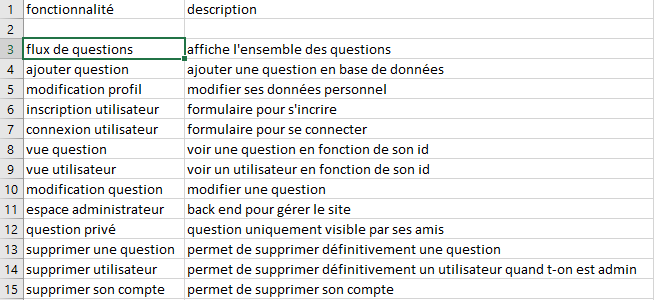 1 fonctionnalité description
2
3 flux de questions affiche l'ensemble des questions
4 ajouter question ajouter une question en base de données
5 modification profil modifier ses données personnel
6 inscription utilisateur formulaire pour s'incrire
7 connexion utilisateur formulaire pour se connecter
8 vue question voir une question en fonction de son id
9 vue utilisateur voir un utilisateur en fonction de son id
10 modification question modifier une question
11 espace administrateur back end pour gérer le site
12 question privé question uniquement visible par ses amis
13 supprimer une question permet de supprimer définitivement une question
14 supprimer utilisateur permet de supprimer définitivement un utilisateur quand t-on est admin
15 supprimer son compte permet de supprimer son compte